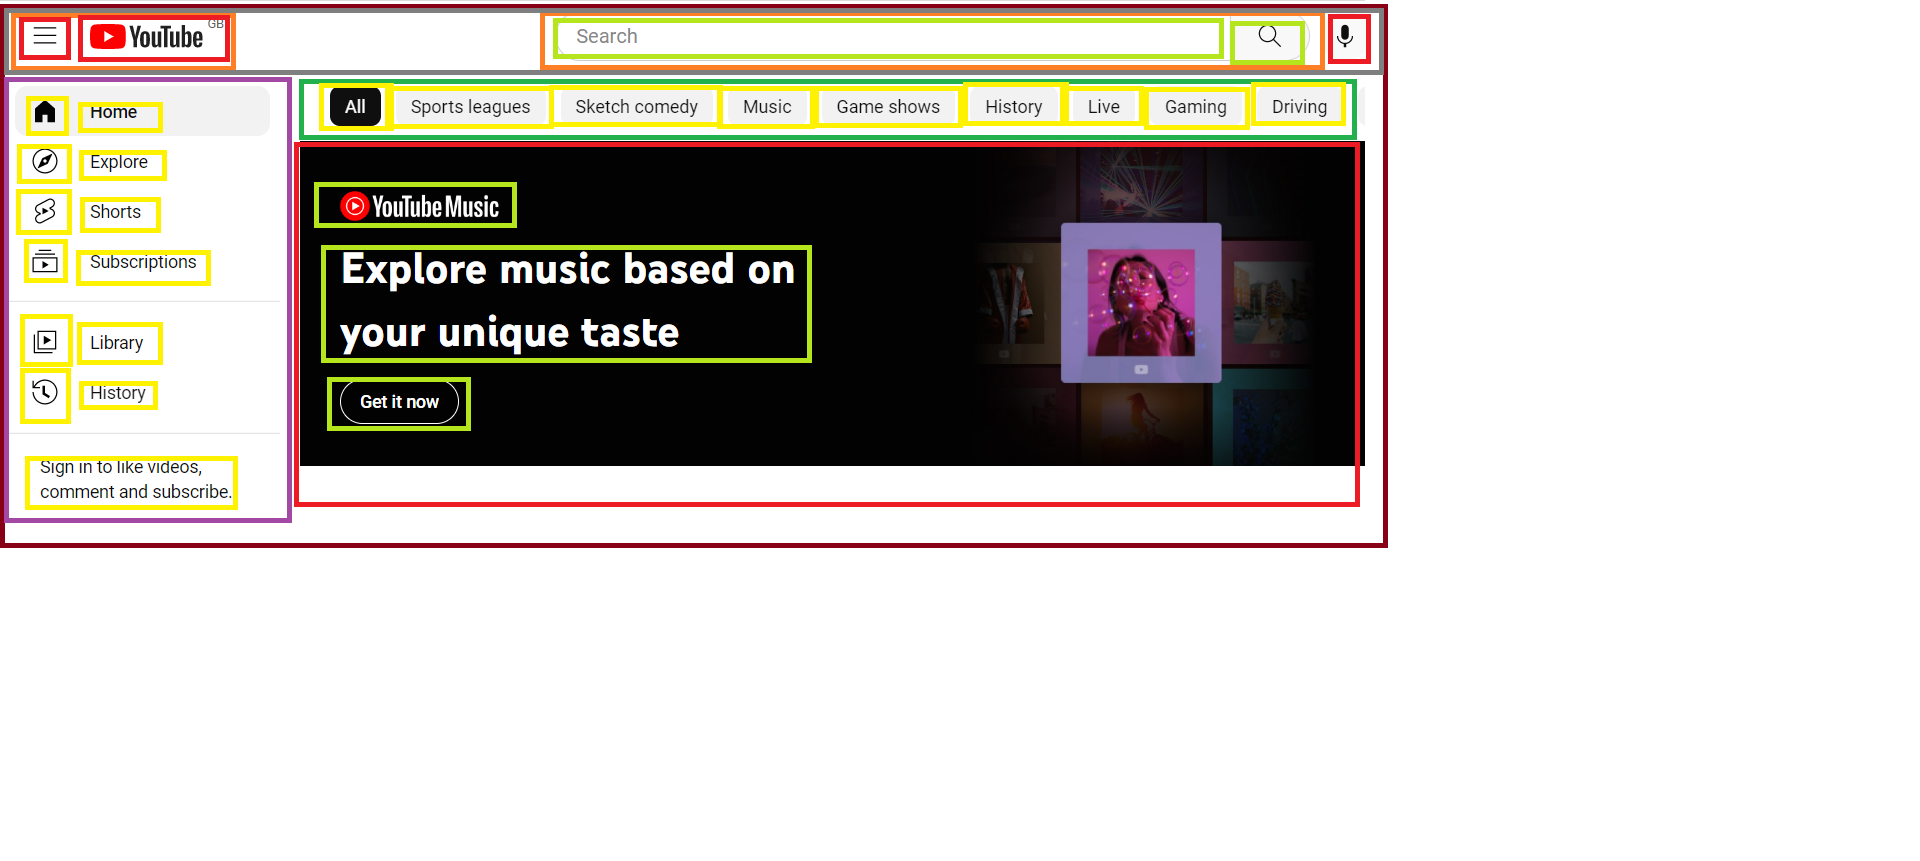 YouTube GB
Search
Home
Explore
Shorts
Subscriptions
Library
History
Sign in to like videos,
comment and subscribe.
All Sports leagues Sketch comedy Music Game shows History Live Gaming Driving
YouTube Music
Explore music based on
your unique taste
Get it now